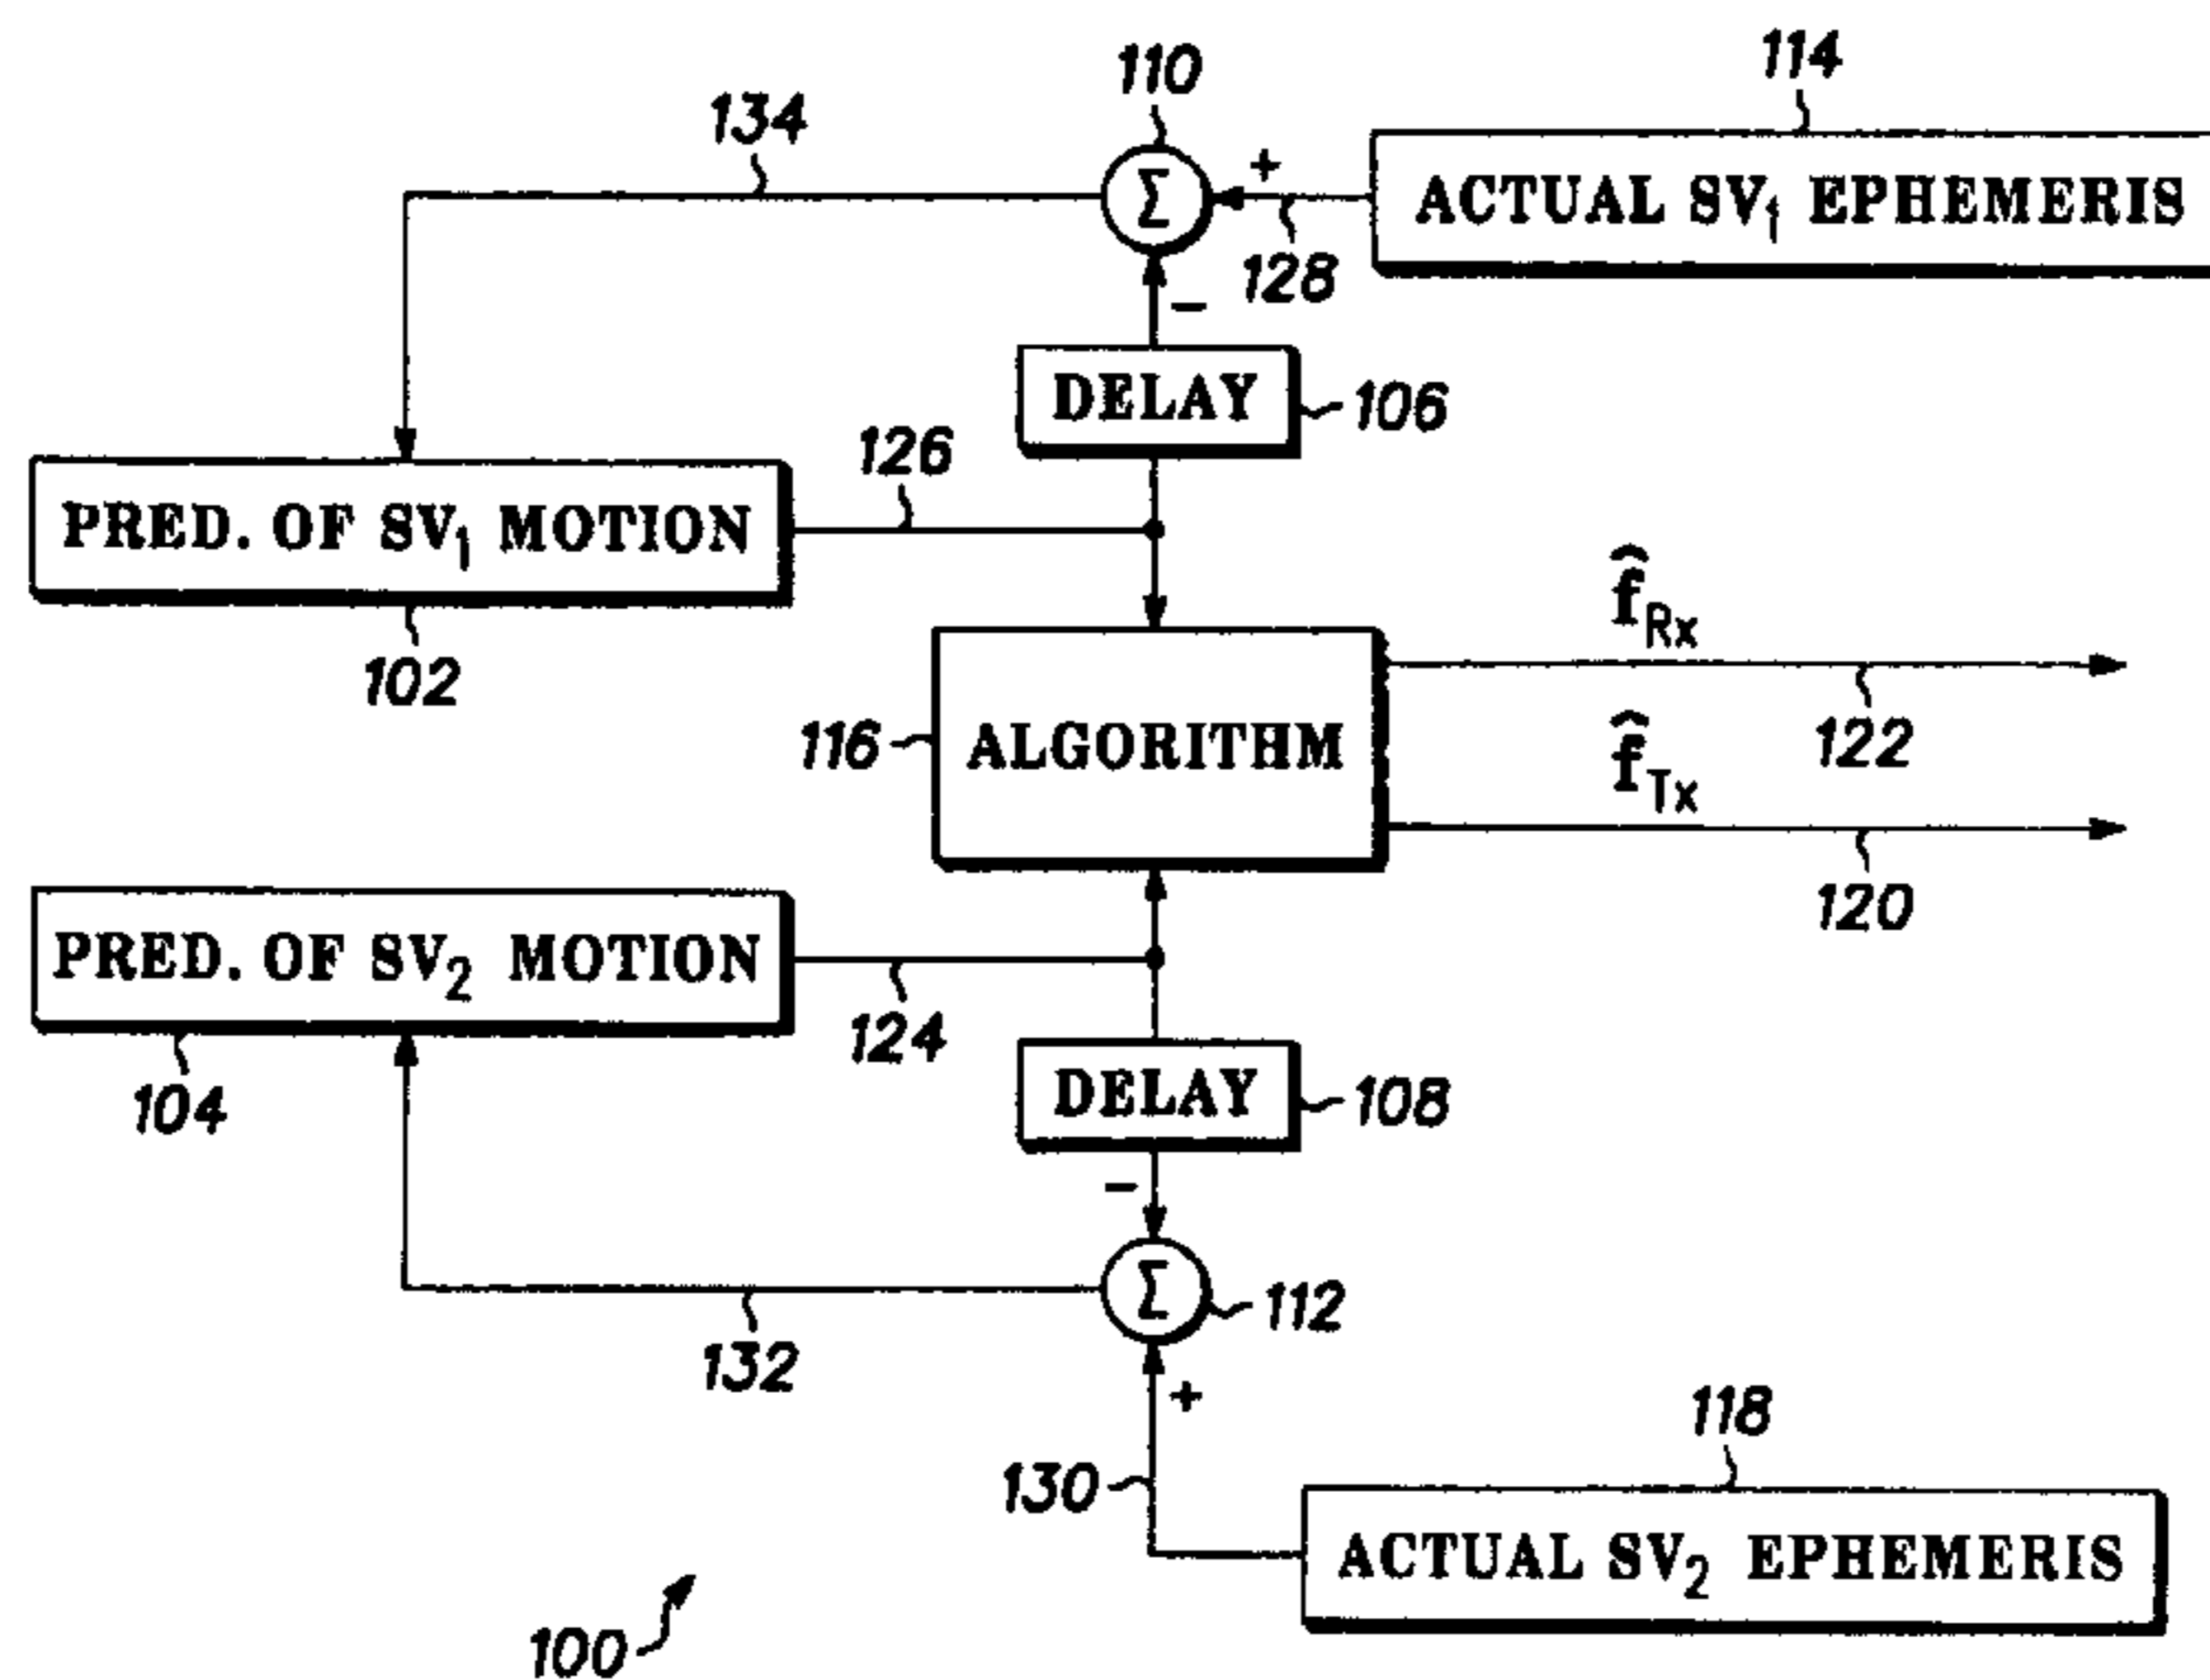 110
114
134
Σ
+
ACTUAL SV₁ EPHEMERIS
128
−
DELAY
106
126
PRED. OF SV₁ MOTION
102
f̂Rx
122
116
ALGORITHM
f̂Tx
120
PRED. OF SV₂ MOTION
124
104
DELAY
108
−
Σ
112
132
+
118
130
ACTUAL SV₂ EPHEMERIS
100